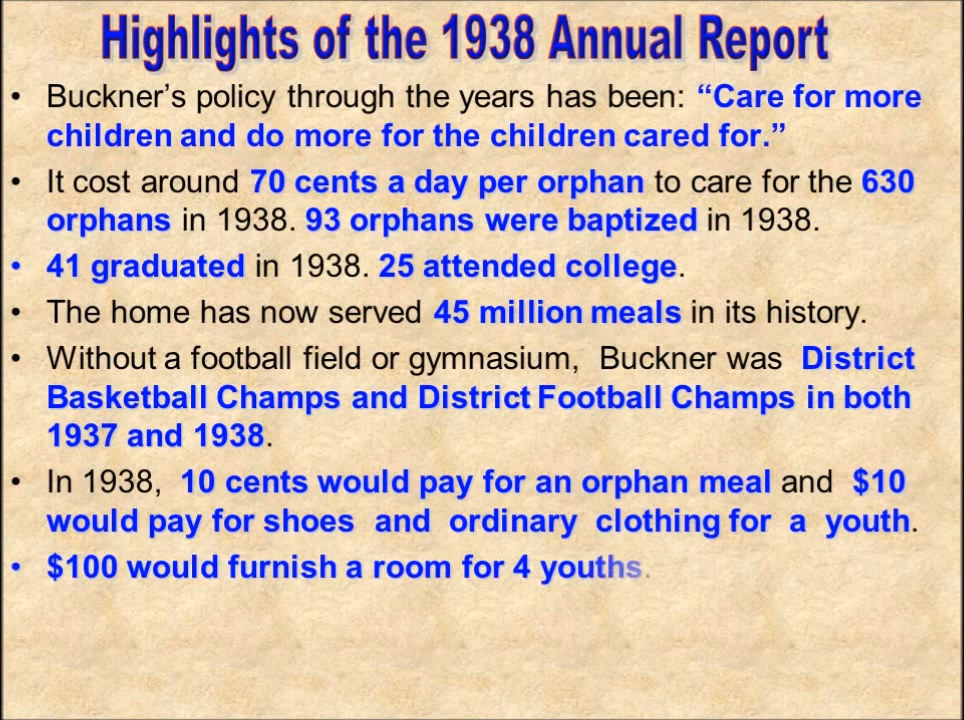 Highlights of the 1938 Annual Report
• Buckner’s policy through the years has been: “Care for more
children and do more for the children cared for.”
• It cost around 70 cents a day per orphan to care for the 630
orphans in 1938. 93 orphans were baptized in 1938.
• 41 graduated in 1938. 25 attended college.
• The home has now served 45 million meals in its history.
• Without a football field or gymnasium, Buckner was District
Basketball Champs and District Football Champs in both
1937 and 1938.
• In 1938, 10 cents would pay for an orphan meal and $10
would pay for shoes and ordinary clothing for a youth.
• $100 would furnish a room for 4 youths.